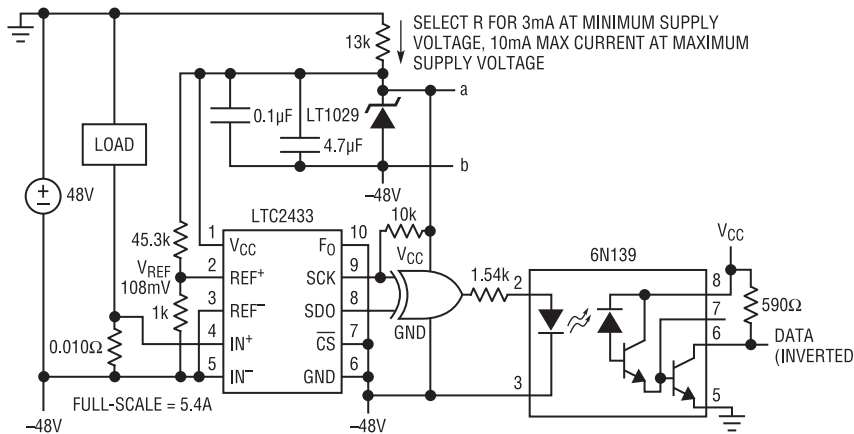 SELECT R FOR 3mA AT MINIMUM SUPPLY
VOLTAGE, 10mA MAX CURRENT AT MAXIMUM
SUPPLY VOLTAGE
13k
a
0.1µF
LT1029
LOAD
4.7µF
b
–48V
48V
LTC2433
10k
6N139
VCC
45.3k
1
VCC
FO
10
VCC
VREF
108mV
2
REF+
SCK
9
1.54k
2
8
1k
3
REF–
SDO
8
7
590Ω
GND
4
IN+
CS
7
6
DATA
(INVERTED
0.010Ω
5
IN–
GND
6
3
5
FULL-SCALE = 5.4A
–48V
–48V